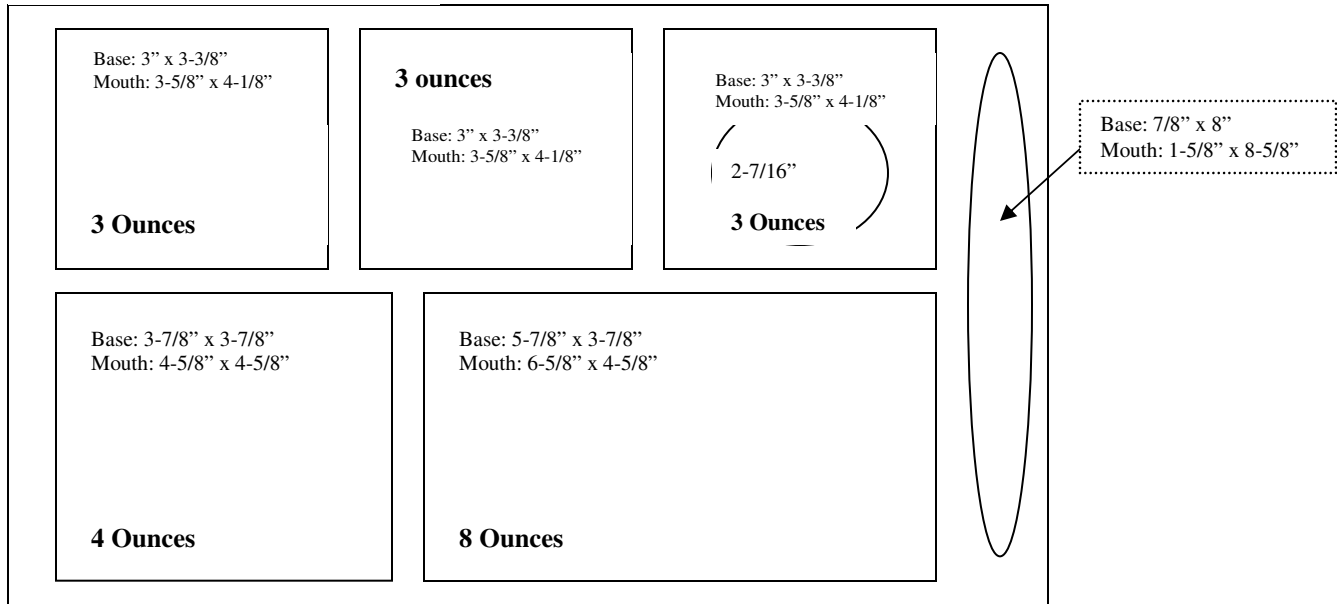 Base: 3” x 3-3/8”
Mouth: 3-5/8” x 4-1/8”
3 Ounces
3 ounces
Base: 3” x 3-3/8”
Mouth: 3-5/8” x 4-1/8”
Base: 3” x 3-3/8”
Mouth: 3-5/8” x 4-1/8”
2-7/16”
3 Ounces
Base: 7/8” x 8”
Mouth: 1-5/8” x 8-5/8”
Base: 3-7/8” x 3-7/8”
Mouth: 4-5/8” x 4-5/8”
4 Ounces
Base: 5-7/8” x 3-7/8”
Mouth: 6-5/8” x 4-5/8”
8 Ounces